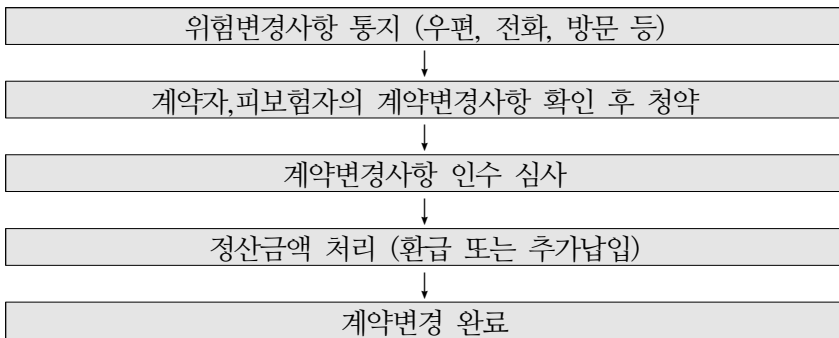 위험변경사항 통지 (우편, 전화, 방문 등)
계약자,피보험자의 계약변경사항 확인 후 청약
계약변경사항 인수 심사
정산금액 처리 (환급 또는 추가납입)
계약변경 완료